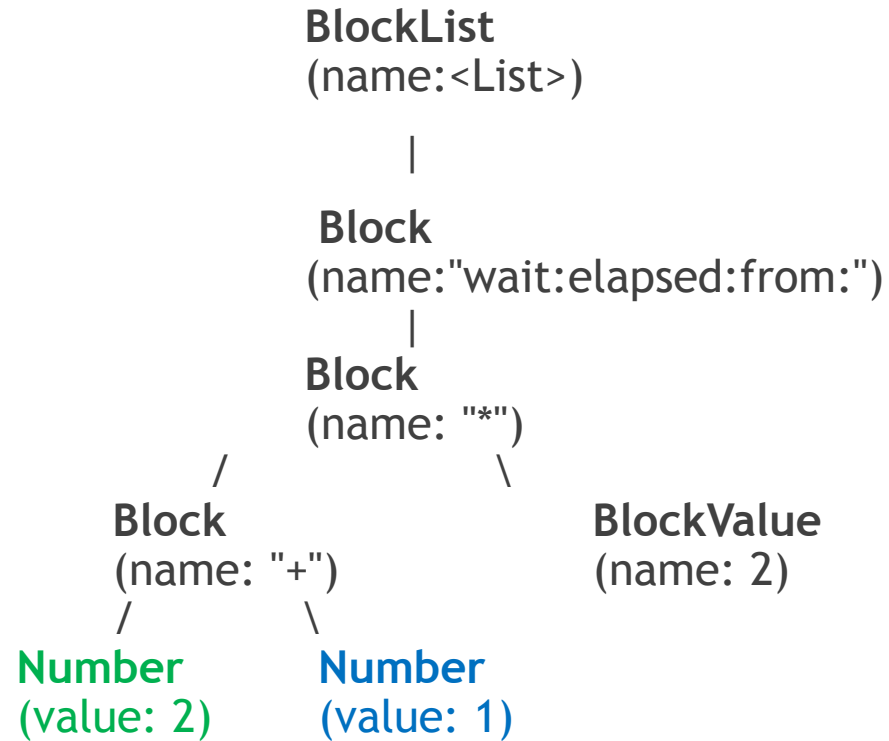 BlockList
(name:<List>)
|
Block
(name:"wait:elapsed:from:")
|
Block
(name: "*")
/ \
Block BlockValue
(name: "+") (name: 2)
/ \
Number Number
(value: 2) (value: 1)